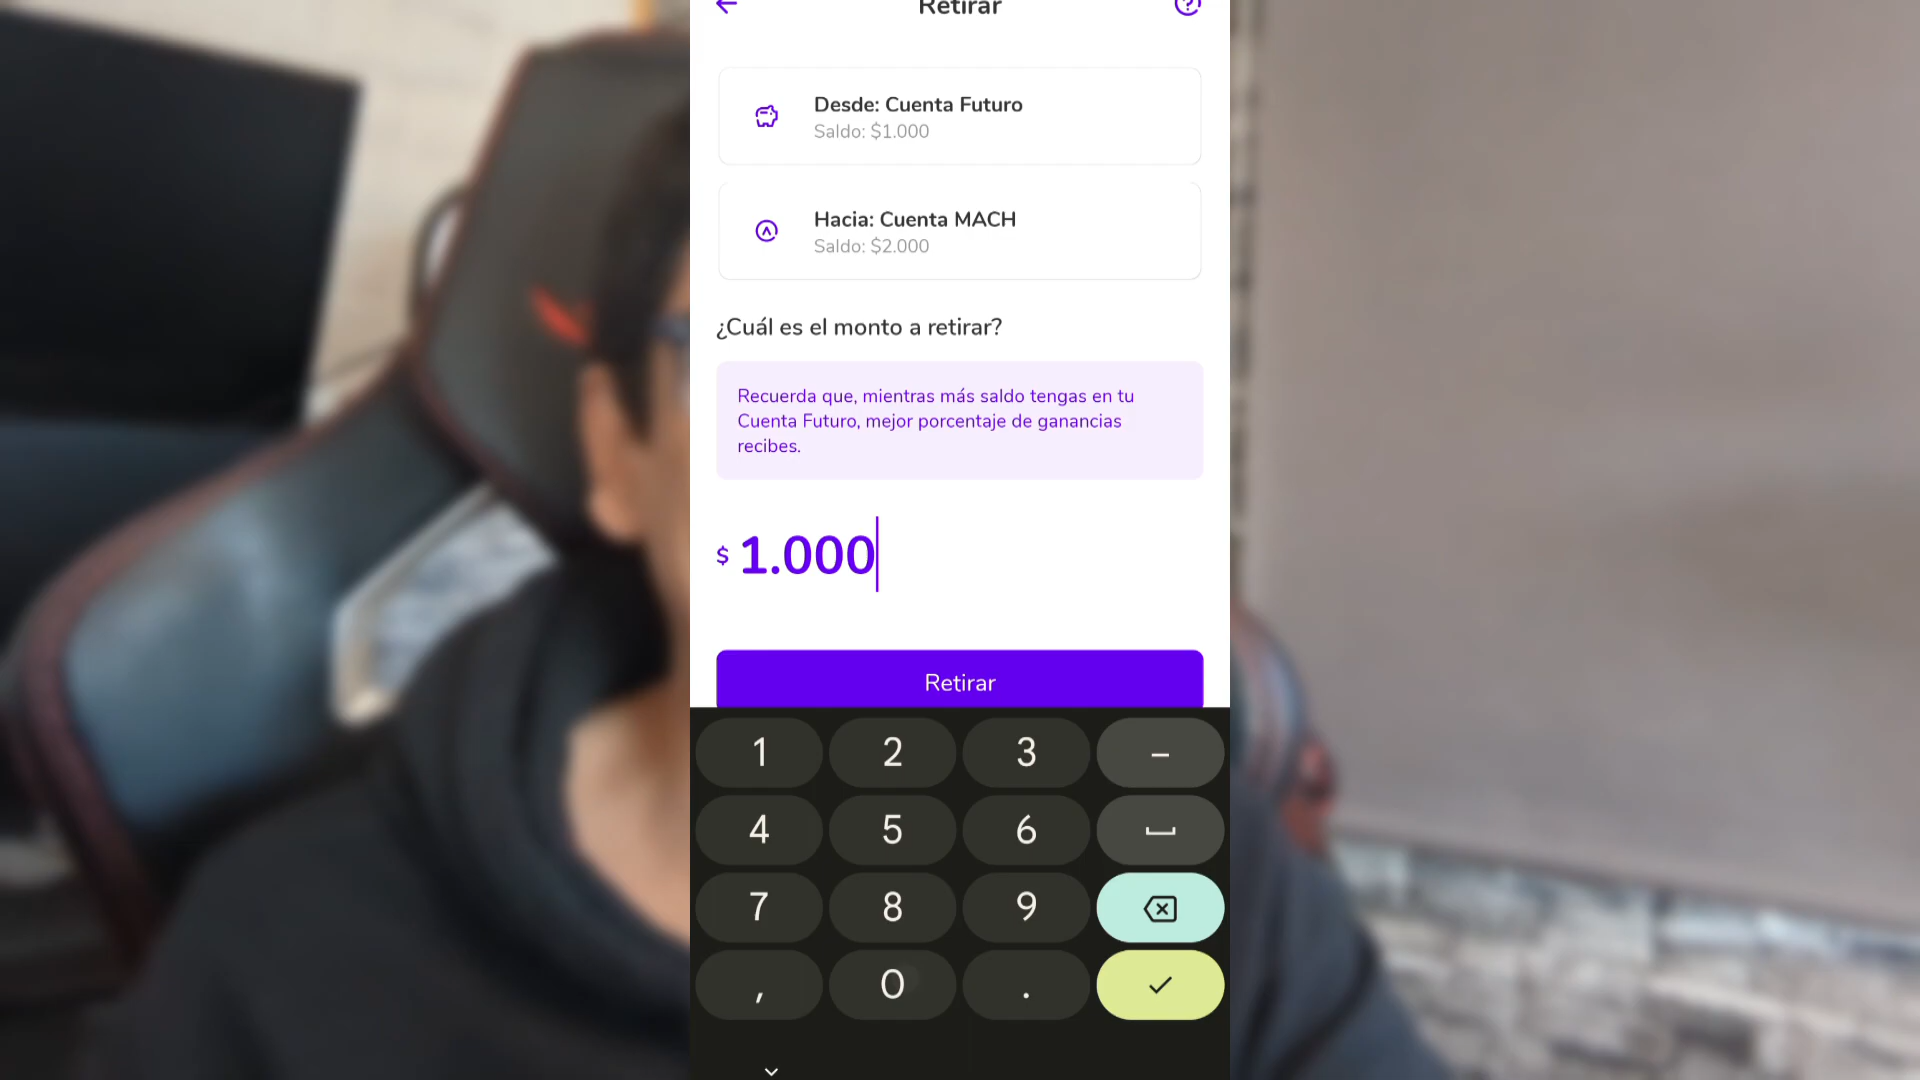 Retirar
Desde: Cuenta Futuro
Saldo: $1.000
Hacia: Cuenta MACH
Saldo: $2.000
¿Cuál es el monto a retirar?
Recuerda que, mientras más saldo tengas en tu
Cuenta Futuro, mejor porcentaje de ganancias
recibes.
$ 1.000
Retirar
1 2 3 –
4 5 6
7 8 9
, 0 .